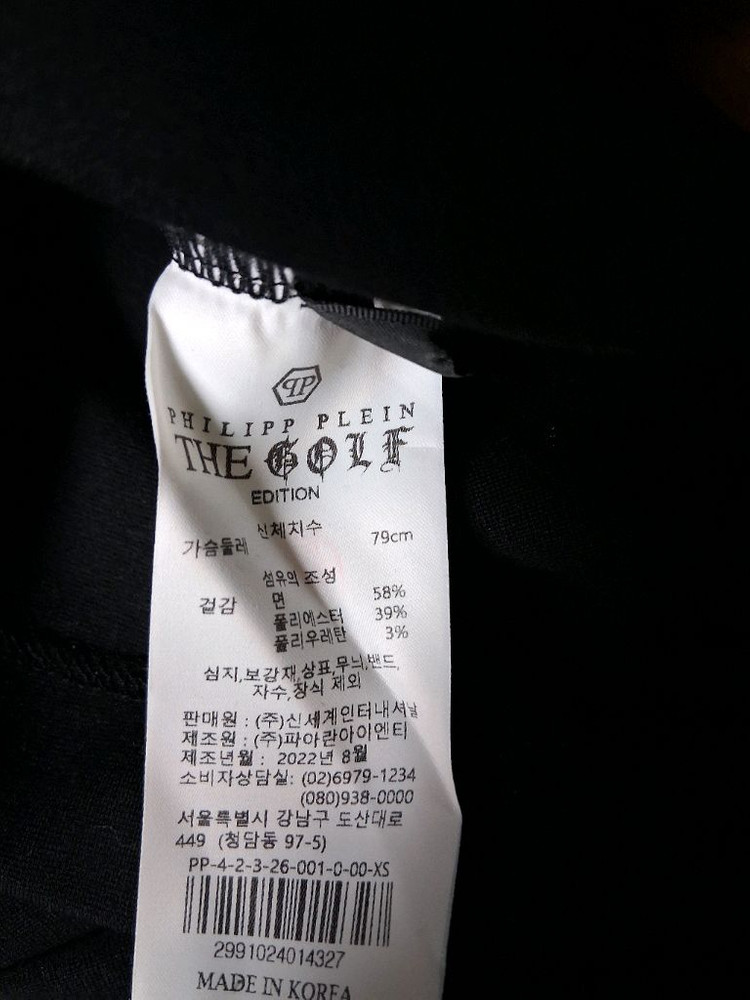 PHILIPP PLEIN
THE GOLF
EDITION
신체치수
가슴둘레 79cm
섬유의 조성
겉감 면 58%
폴리에스터 39%
폴리우레탄 3%
심지,보강재,상표,무늬,밴드,
자수,장식 제외
판매원 : (주)신세계인터내셔날
제조원 : (주)파아란아이엔티
제조년월 : 2022년 8월
소비자상담실: (02)6979-1234
(080)938-0000
서울특별시 강남구 도산대로
449 (청담동 97-5)
PP-4-2-3-26-001-0-00-XS
2991024014327
MADE IN KOREA